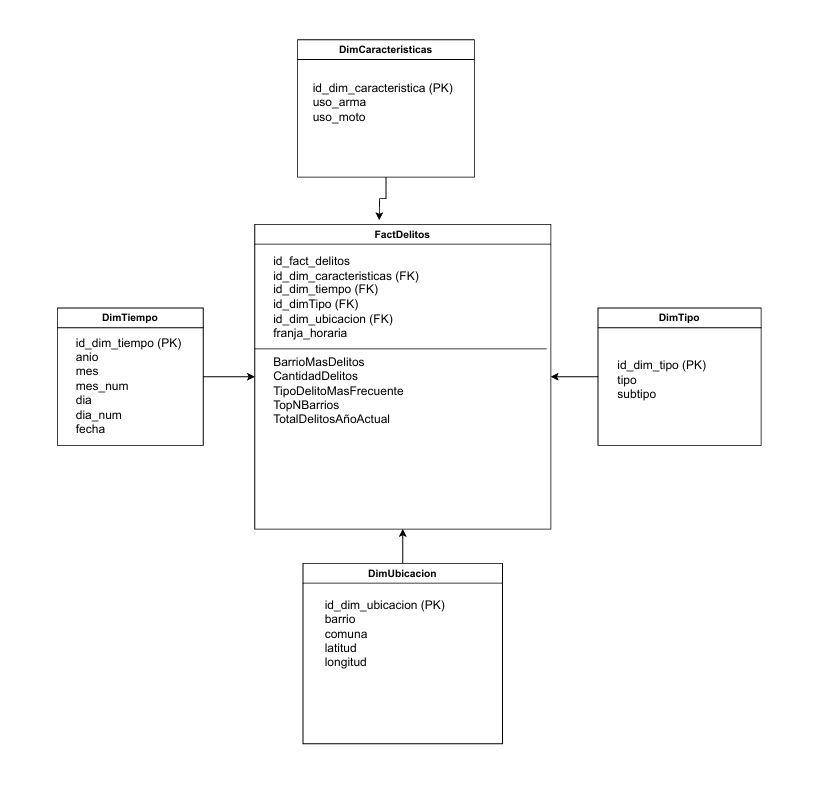 DimCaracteristicas
id_dim_caracteristica (PK)
uso_arma
uso_moto
FactDelitos
id_fact_delitos
id_dim_caracteristicas (FK)
id_dim_tiempo (FK)
id_dimTipo (FK)
id_dim_ubicacion (FK)
franja_horaria
BarrioMasDelitos
CantidadDelitos
TipoDelitoMasFrecuente
TopNBarrios
TotalDelitosAñoActual
DimTiempo
id_dim_tiempo (PK)
anio
mes
mes_num
dia
dia_num
fecha
DimTipo
id_dim_tipo (PK)
tipo
subtipo
DimUbicacion
id_dim_ubicacion (PK)
barrio
comuna
latitud
longitud